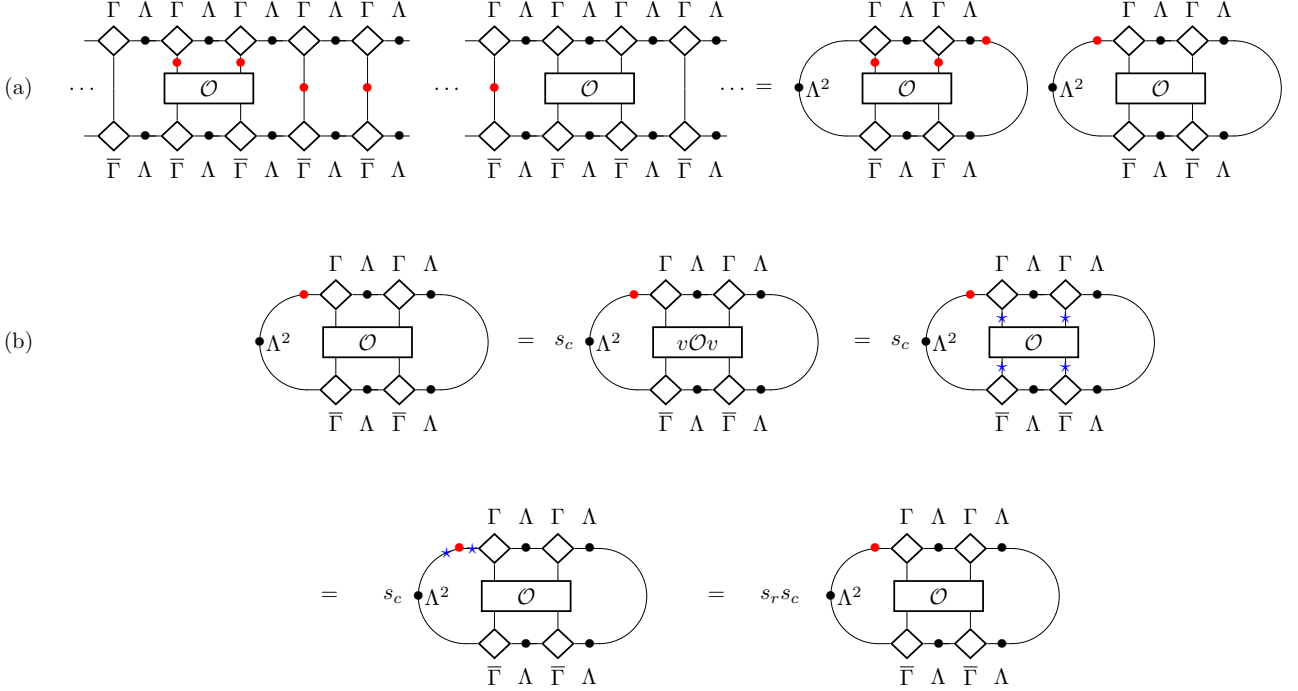 Γ Λ Γ Λ Γ Λ Γ Λ Γ Λ Γ Λ Γ Λ Γ Λ Γ Λ Γ Λ Γ Λ Γ Λ Γ Λ
(a) ... 𝒪 ... 𝒪 ... = Λ² 𝒪 Λ² 𝒪
Γ̅ Λ Γ̅ Λ Γ̅ Λ Γ̅ Λ Γ̅ Λ Γ̅ Λ Γ̅ Λ Γ̅ Λ Γ̅ Λ Γ̅ Λ Γ̅ Λ Γ̅ Λ Γ̅ Λ
Γ Λ Γ Λ Γ Λ Γ Λ Γ Λ Γ Λ
(b) Λ² 𝒪 = s_c Λ² v𝒪v = s_c Λ² 𝒪
Γ̅ Λ Γ̅ Λ Γ̅ Λ Γ̅ Λ Γ̅ Λ Γ̅ Λ
Γ Λ Γ Λ Γ Λ Γ Λ
= s_c Λ² 𝒪 = s_r s_c Λ² 𝒪
Γ̅ Λ Γ̅ Λ Γ̅ Λ Γ̅ Λ